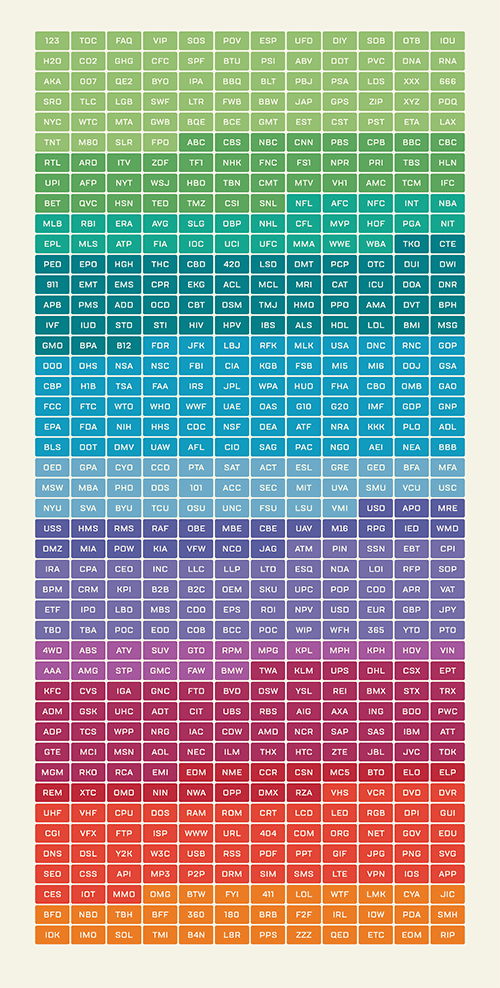 123 TOC FAQ VIP SOS POV ESP UFO DIY SOB OTB IOU
H2O CO2 GHG CFC SPF BTU PSI ABV DDT PVC DNA RNA
AKA 007 QE2 BYO IPA BBQ BLT PBJ PSA LDS XXX 666
SRO TLC LGB SWF LTR FWB BBW JAP GPS ZIP XYZ PDQ
NYC WTC MTA GWB BQE BCE GMT EST CST PST ETA LAX
TNT M80 SLR FPO ABC CBS NBC CNN PBS CPB BBC CBC
RTL ARD ITV ZDF TF1 NHK FNC FS1 NPR PRI TBS HLN
UPI AFP NYT WSJ HBO TBN CMT MTV VH1 AMC TCM IFC
BET QVC HSN TED TMZ CSI SNL NFL AFC NFC INT NBA
MLB RBI ERA AVG SLG OBP NHL CFL MVP HOF PGA NIT
EPL MLS ATP FIA IOC UCI UFC MMA WWE WBA TKO CTE
PED EPO HGH THC CBD 420 LSD DMT PCP OTC DUI DWI
911 EMT EMS CPR EKG ACL MCL MRI CAT ICU DOA DNR
APB PMS ADD OCD CBT DSM TMJ HMO PPO AMA DVT BPH
IVF IUD STD STI HIV HPV IBS ALS HDL LDL BMI MSG
GMO BPA B12 FDR JFK LBJ RFK MLK USA DNC RNC GOP
DOD DHS NSA NSC FBI CIA KGB FSB MI5 MI6 DOJ GSA
CBP H1B TSA FAA IRS JPL WPA HUD FHA CBO OMB GAO
FCC FTC WTO WHO WWF UAE OAS G10 G20 IMF GDP GNP
EPA FDA NIH HHS CDC NSF DEA ATF NRA KKK PLO ADL
BLS DOT DMV UAW AFL CIO SAG PAC NGO AEI NEA BBB
OED GPA CYO CCD PTA SAT ACT ESL GRE GED BFA MFA
MSW MBA PHD DDS 101 ACC SEC MIT UVA SMU VCU USC
NYU SVA BYU TCU OSU UNC FSU LSU VMI USO APO MRE
USS HMS RMS RAF OBE MBE CBE UAV M16 RPG IED WMD
DMZ MIA POW KIA VFW NCO JAG ATM PIN SSN EBT CPI
IRA CPA CEO INC LLC LLP LTD ESQ NDA LOI RFP SOP
BPM CRM KPI B2B B2C OEM SKU UPC POP COD APR VAT
ETF IPO LBO MBS CDO EPS ROI NPV USD EUR GBP JPY
TBD TBA POC EOD COB BCC POC WIP WFH 365 YTD PTO
4WD ABS ATV SUV GTO RPM MPG KPL MPH KPH HOV VIN
AAA AMG STP GMC FAW BMW TWA KLM UPS DHL CSX EPT
KFC CVS IGA GNC FTD BVD DSW YSL REI BMX STX TRX
ADM GSK UHC ADT CIT UBS RBS AIG AXA ING BDO PWC
ADP TCS WPP NRG IAC CDW AMD NCR SAP SAS IBM ATT
GTE MCI MSN AOL NEC ILM THX HTC ZTE JBL JVC TDK
MGM RKO RCA EMI EDM NME CCR CSN MC5 BTO ELO ELP
REM XTC OMD NIN NWA OPP DMX RZA VHS VCR DVD DVR
UHF VHF CPU DOS RAM ROM CRT LCD LED RGB DPI GUI
CGI VFX FTP ISP WWW URL 404 COM ORG NET GOV EDU
DNS DSL Y2K W3C USB RSS PDF PPT GIF JPG PNG SVG
SEO CSS API MP3 P2P DRM SIM SMS LTE VPN IOS APP
CES IOT MMO OMG BTW FYI 411 LOL WTF LMK CYA JIC
BFD NBD TBH BFF 360 180 BRB F2F IRL IOW PDA SMH
IDK IMO SOL TMI B4N L8R PPS ZZZ QED ETC EOM RIP